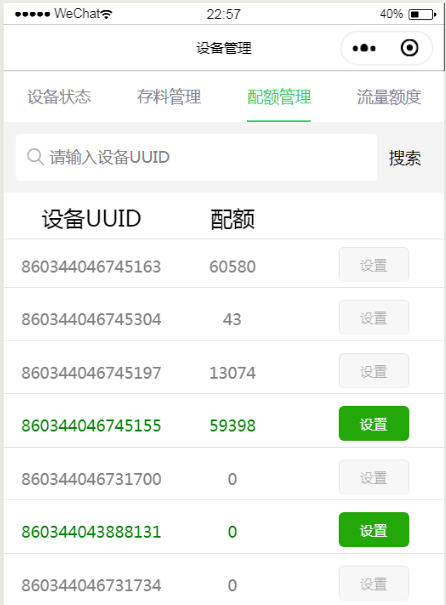 WeChat 22:57 40%
设备管理
设备状态 存料管理 配额管理 流量额度
请输入设备UUID 搜索
设备UUID 配额
860344046745163 60580 设置
860344046745304 43 设置
860344046745197 13074 设置
860344046745155 59398 设置
860344046731700 0 设置
860344043888131 0 设置
860344046731734 0 设置